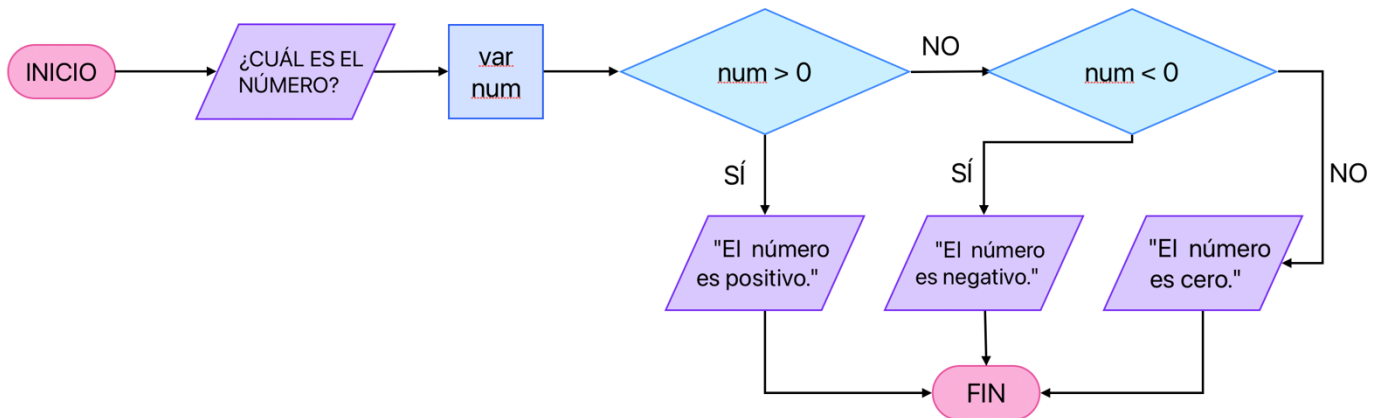 INICIO
¿CUÁL ES EL
NÚMERO?
var
num
num > 0
NO
num < 0
SÍ
SÍ
NO
"El número
es positivo."
"El número
es negativo."
"El número
es cero."
FIN